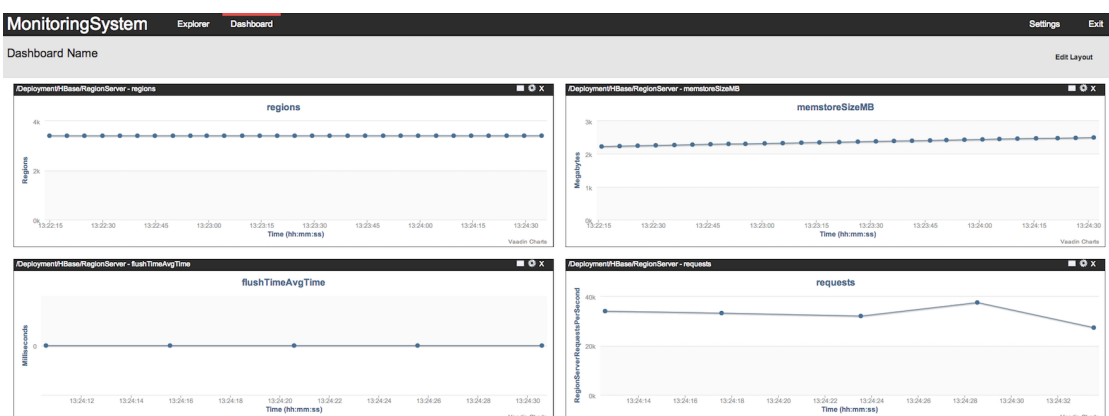 MonitoringSystem Explorer Dashboard Settings Exit
Dashboard Name Edit Layout
/Deployment/HBase/RegionServer - regions X
regions
4k
2k
0k
Regions
13:22:15 13:22:30 13:22:45 13:23:00 13:23:15 13:23:30 13:23:45 13:24:00 13:24:15 13:24:30
Time (hh:mm:ss)
Vaadin Charts
/Deployment/HBase/RegionServer - memstoreSizeMB X
memstoreSizeMB
3k
2k
1k
0k
Megabytes
13:22:15 13:22:30 13:22:45 13:23:00 13:23:15 13:23:30 13:23:45 13:24:00 13:24:15 13:24:30
Time (hh:mm:ss)
Vaadin Charts
/Deployment/HBase/RegionServer - flushTimeAvgTime X
flushTimeAvgTime
0
Milliseconds
13:24:12 13:24:14 13:24:16 13:24:18 13:24:20 13:24:22 13:24:24 13:24:26 13:24:28 13:24:30
Time (hh:mm:ss)
/Deployment/HBase/RegionServer - requests X
requests
40k
20k
0k
RegionServerRequestsPerSecond
13:24:14 13:24:16 13:24:18 13:24:20 13:24:22 13:24:24 13:24:26 13:24:28 13:24:30 13:24:32
Time (hh:mm:ss)